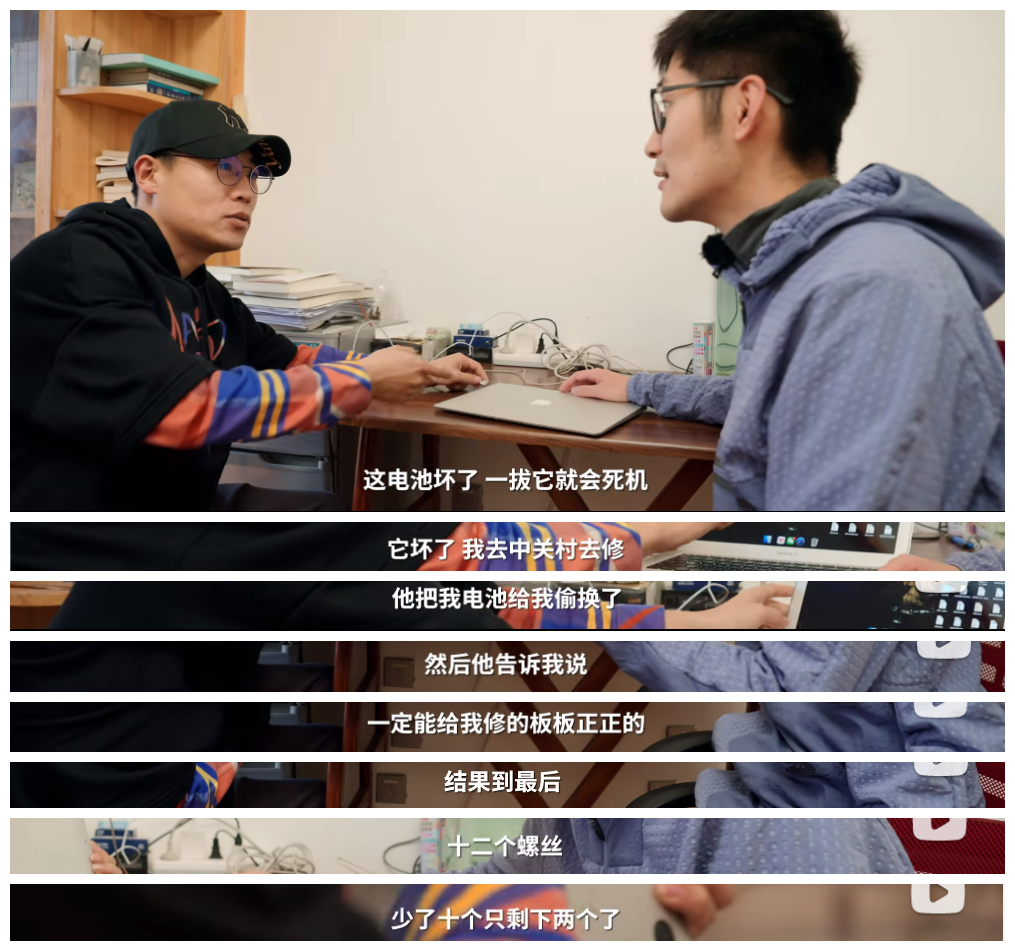 这电池坏了 一拔它就会死机
它坏了 我去中关村去修
他把我电池给我偷换了
然后他告诉我说
一定能给我修的板板正正的
结果到最后
十二个螺丝
少了十个只剩下两个了